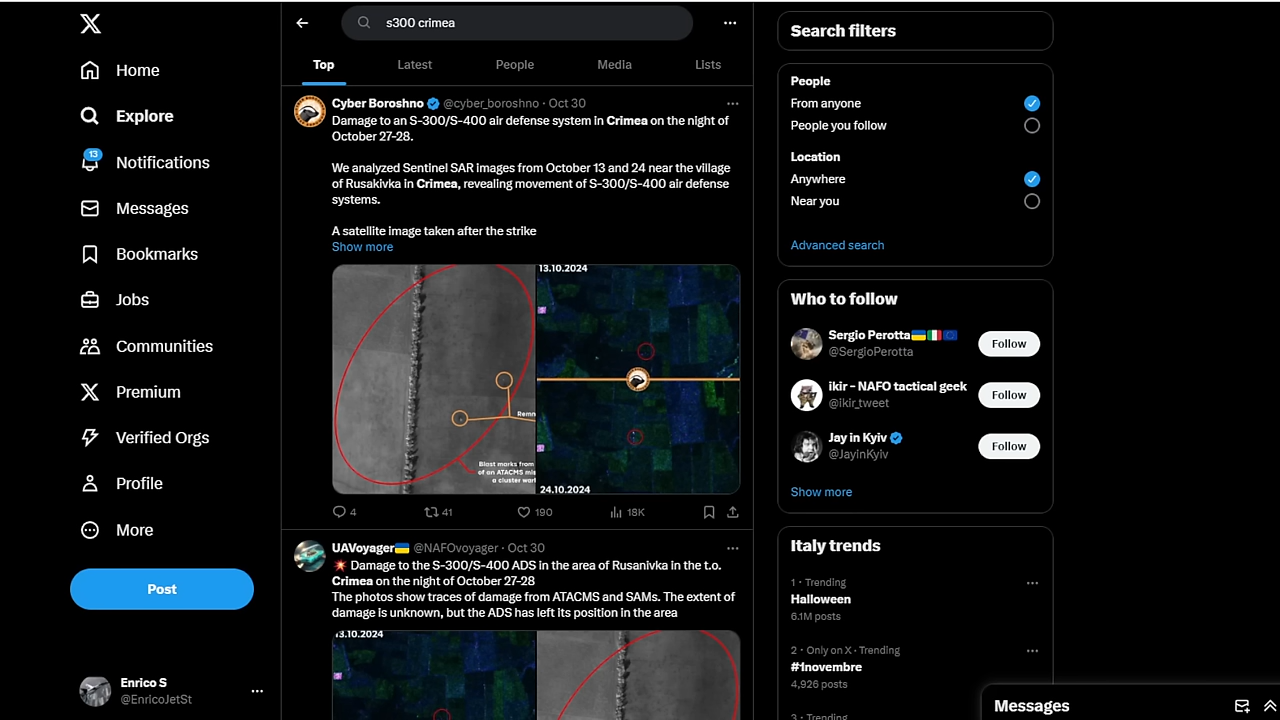 Home
Explore
13
Notifications
Messages
Bookmarks
Jobs
Communities
Premium
Verified Orgs
Profile
More
Post
Enrico S
@EnricoJetSt
s300 crimea
Top Latest People Media Lists
Cyber Boroshno @cyber_boroshno · Oct 30
Damage to an S-300/S-400 air defense system in Crimea on the night of
October 27-28.
We analyzed Sentinel SAR images from October 13 and 24 near the village
of Rusakivka in Crimea, revealing movement of S-300/S-400 air defense
systems.
A satellite image taken after the strike
Show more
13.10.2024
Remn
Blast marks from
of an ATACMS mis
a cluster warh
24.10.2024
4 41 190 18K
UAVoyager @NAFOvoyager · Oct 30
💥 Damage to the S-300/S-400 ADS in the area of Rusanivka in the t.o.
Crimea on the night of October 27-28
The photos show traces of damage from ATACMS and SAMs. The extent of
damage is unknown, but the ADS has left its position in the area
13.10.2024
Search filters
People
From anyone
People you follow
Location
Anywhere
Near you
Advanced search
Who to follow
Sergio Perotta
@SergioPerotta
Follow
ikir – NAFO tactical geek
@ikir_tweet
Follow
Jay in Kyiv
@JayinKyiv
Follow
Show more
Italy trends
1 · Trending
Halloween
6.1M posts
2 · Only on X · Trending
#1novembre
4,926 posts
3 · Trending
Messages